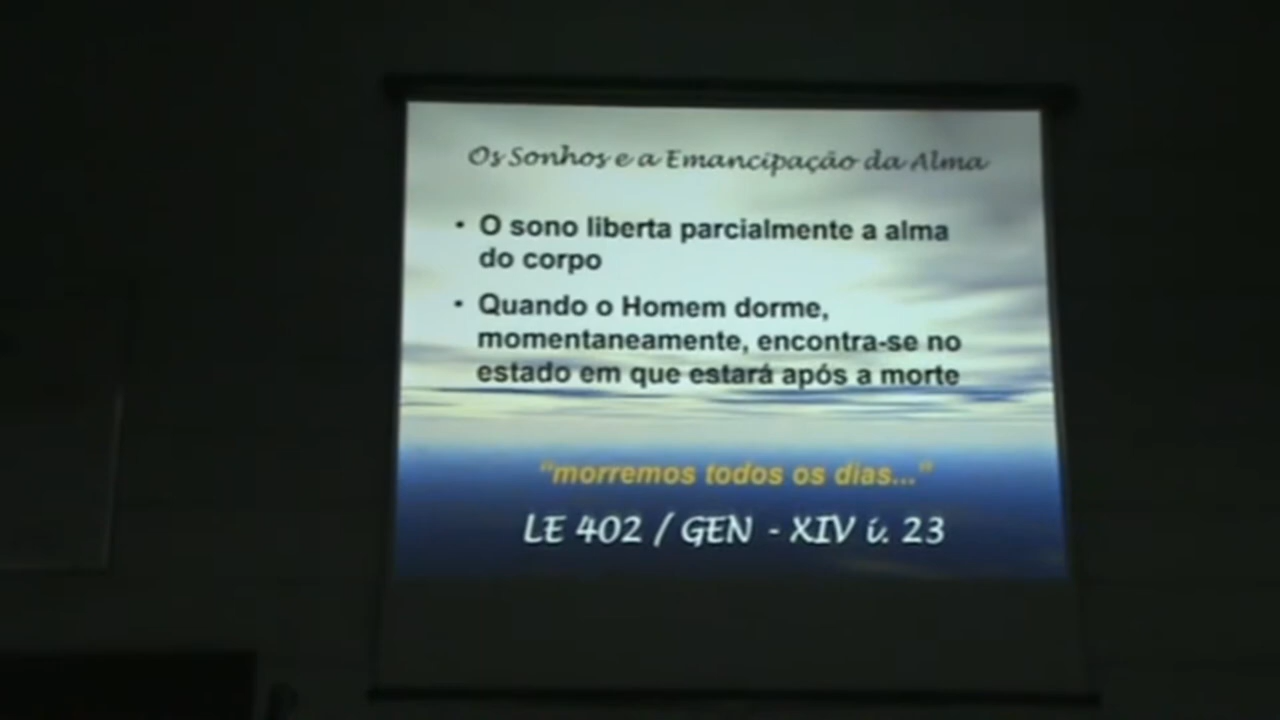 Os Sonhos e a Emancipação da Alma
• O sono liberta parcialmente a alma
do corpo
• Quando o Homem dorme,
momentaneamente, encontra-se no
estado em que estará após a morte
"morremos todos os dias..."
LE 402 / GEN - XIV i. 23